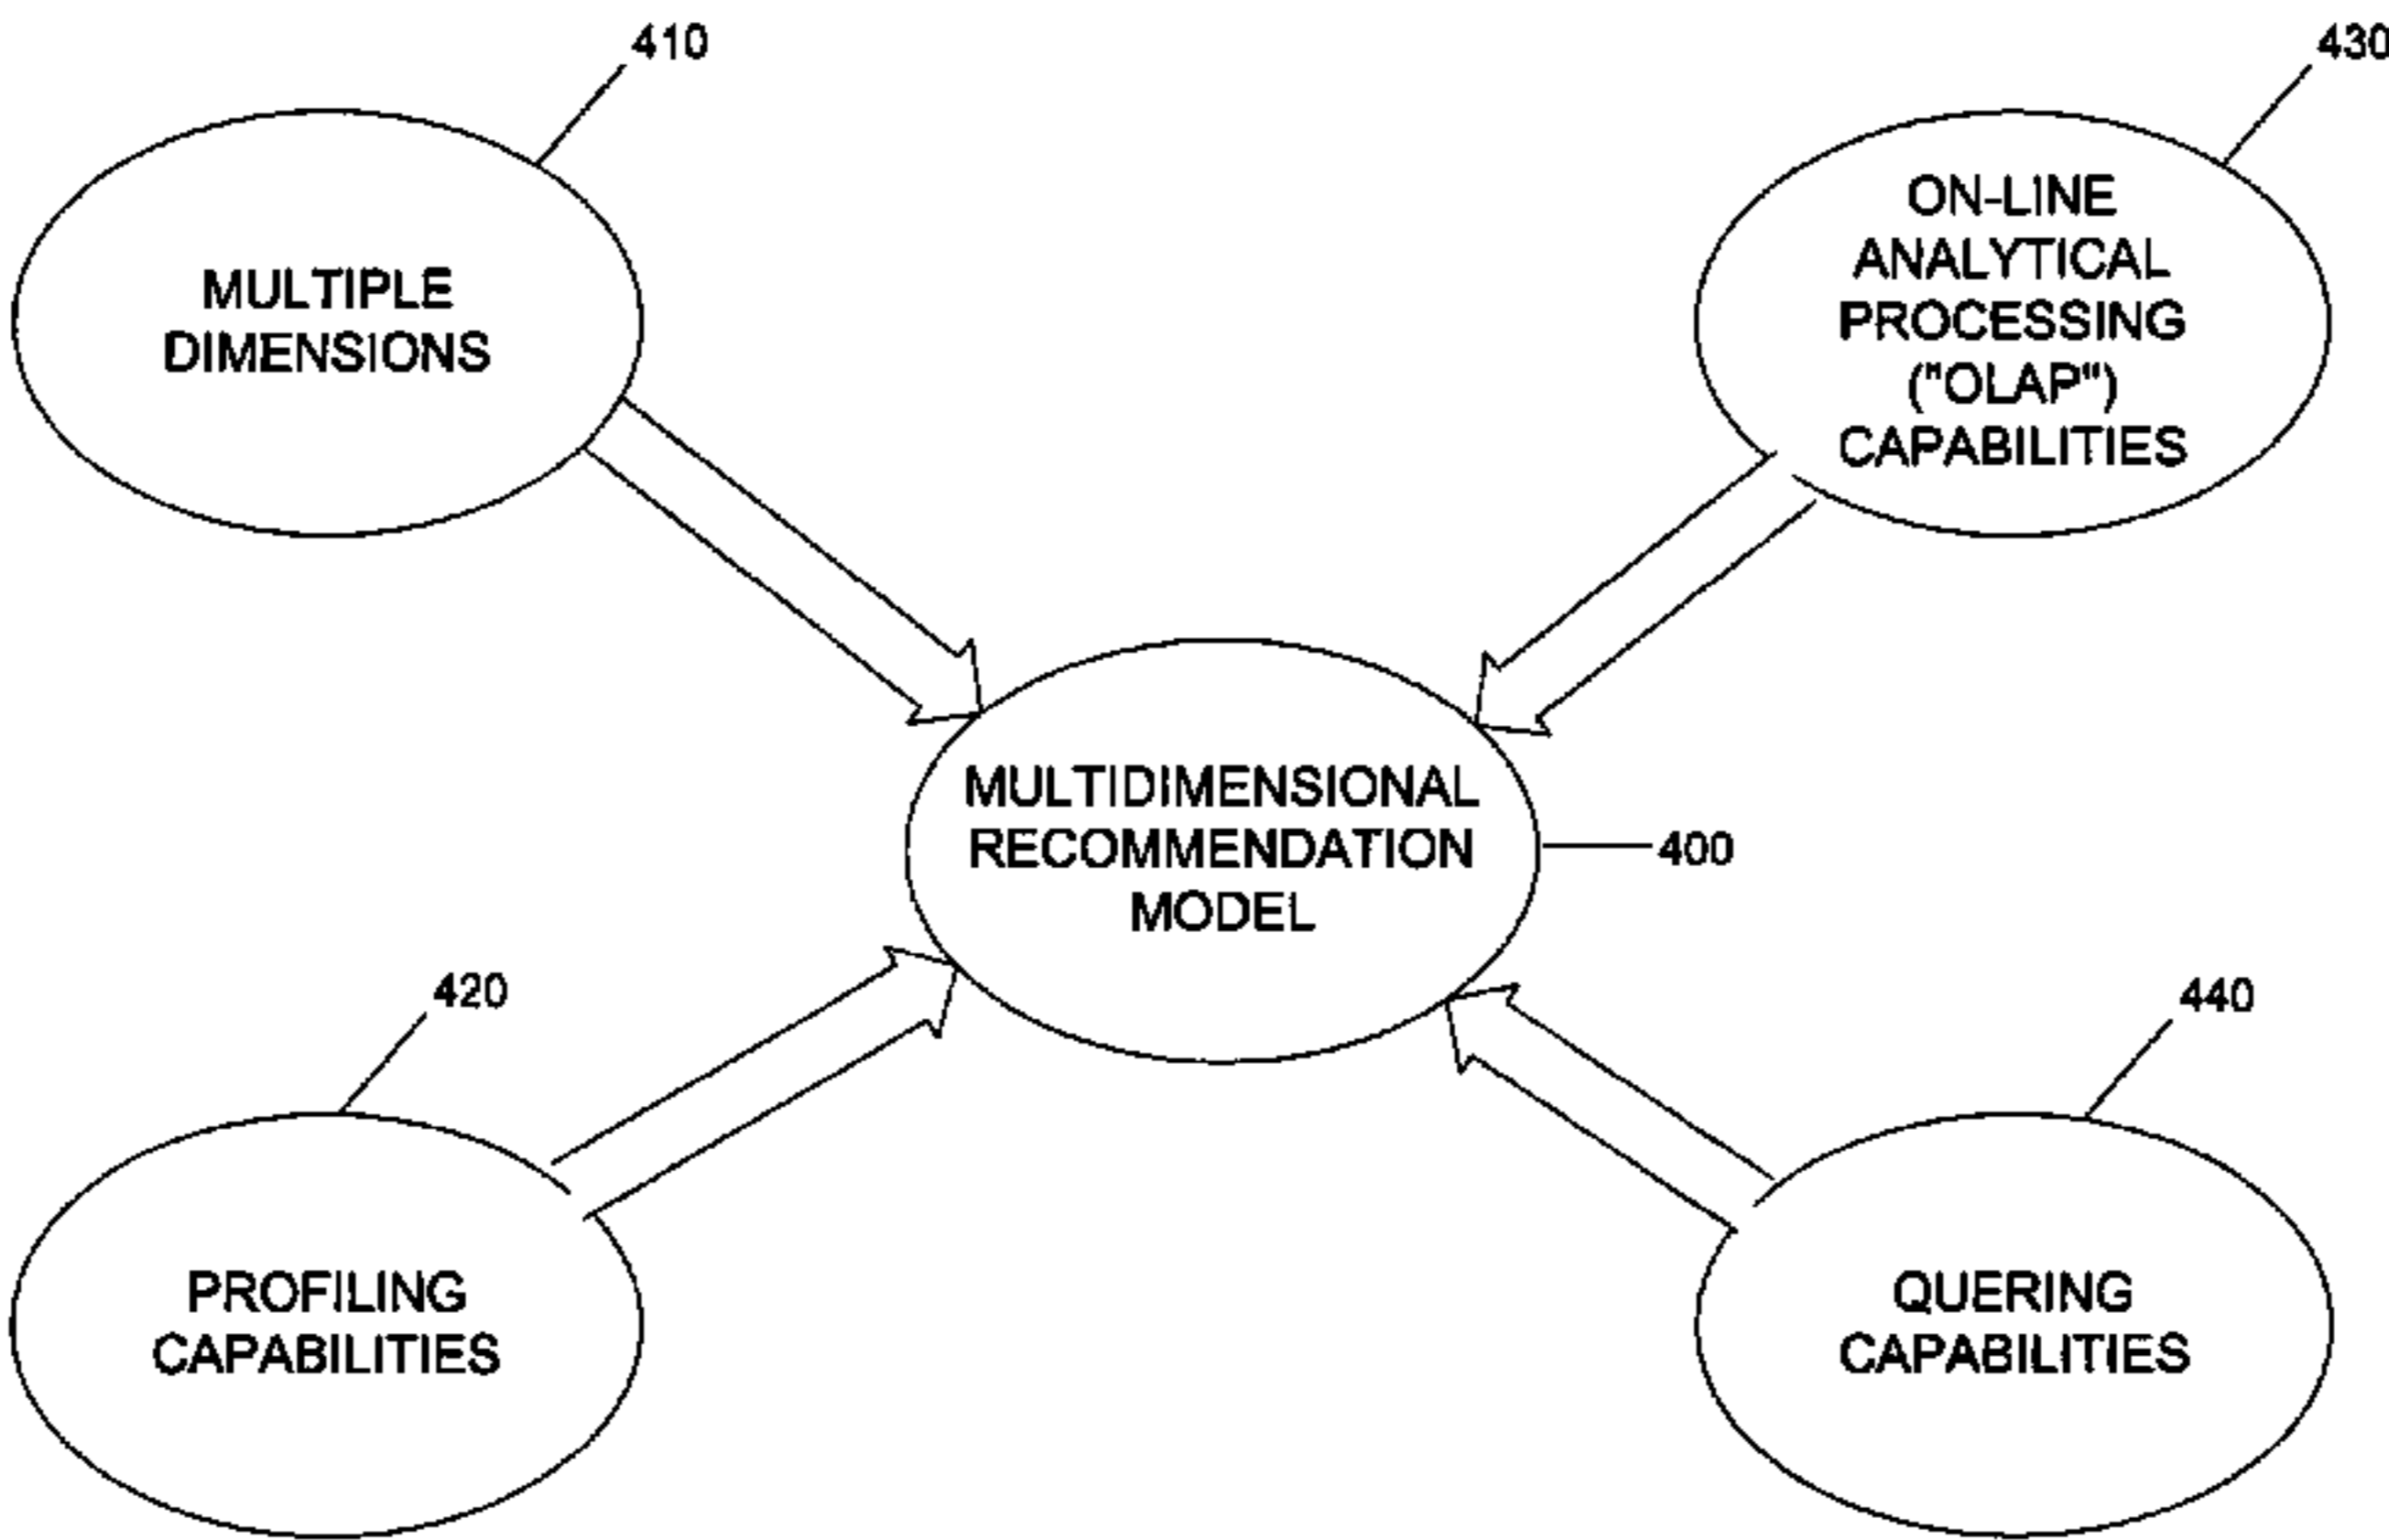 410
MULTIPLE
DIMENSIONS
430
ON-LINE
ANALYTICAL
PROCESSING
("OLAP")
CAPABILITIES
MULTIDIMENSIONAL
RECOMMENDATION
MODEL
400
420
PROFILING
CAPABILITIES
440
QUERING
CAPABILITIES